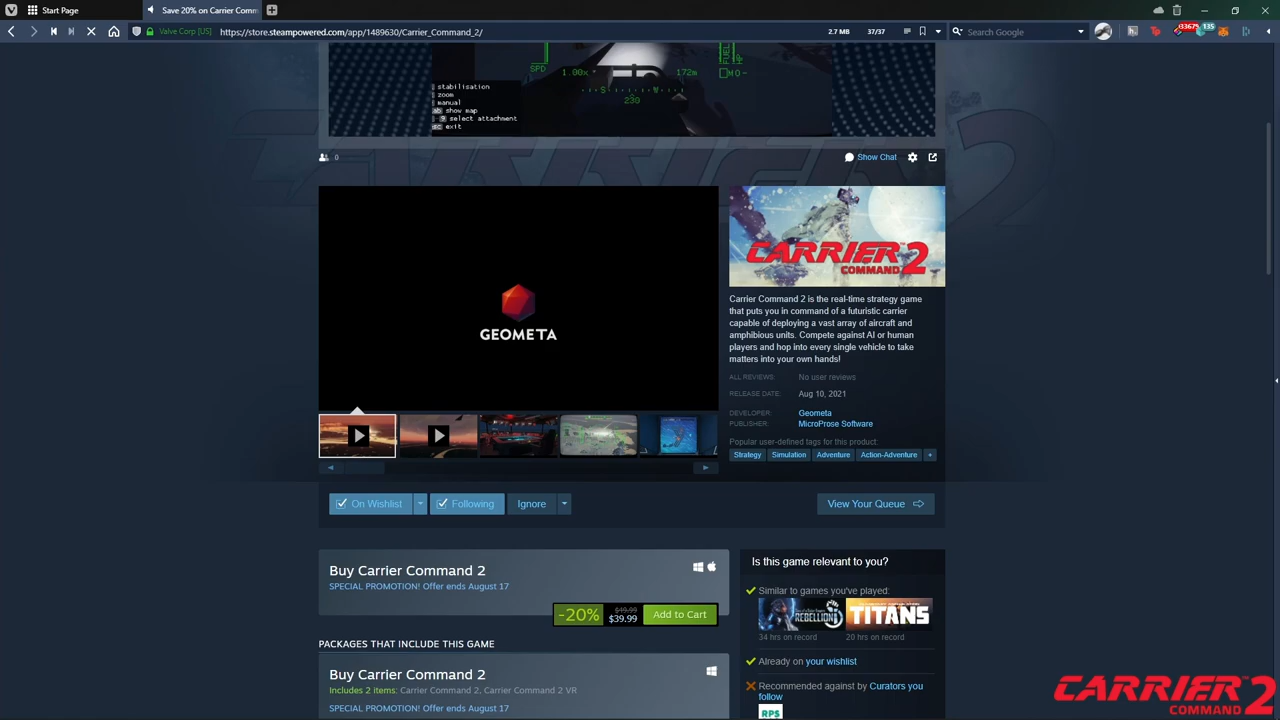 Start Page
Save 20% on Carrier Comm
Valve Corp [US]
https://store.steampowered.com/app/1489630/Carrier_Command_2/
2.7 MB
37/37
Search Google
135
SPD
1.00x
172m
FUEL
S
W
230
stabilisation
zoom
manual
show map
select attachment
exit
0
Show Chat
GEOMETA
CARRIER
COMMAND 2
Carrier Command 2 is the real-time strategy game
that puts you in command of a futuristic carrier
capable of deploying a vast array of aircraft and
amphibious units. Compete against AI or human
players and hop into every single vehicle to take
matters into your own hands!
ALL REVIEWS: No user reviews
RELEASE DATE: Aug 10, 2021
DEVELOPER: Geometa
PUBLISHER: MicroProse Software
Popular user-defined tags for this product:
Strategy Simulation Adventure Action-Adventure +
On Wishlist
Following
Ignore
View Your Queue
Buy Carrier Command 2
SPECIAL PROMOTION! Offer ends August 17
-20%
$49.99
$39.99
Add to Cart
PACKAGES THAT INCLUDE THIS GAME
Buy Carrier Command 2
Includes 2 items: Carrier Command 2, Carrier Command 2 VR
SPECIAL PROMOTION! Offer ends August 17
Is this game relevant to you?
Similar to games you've played:
REBELLION
TITANS
34 hrs on record
20 hrs on record
Already on your wishlist
Recommended against by Curators you
follow
RPS
CARRIER
COMMAND 2